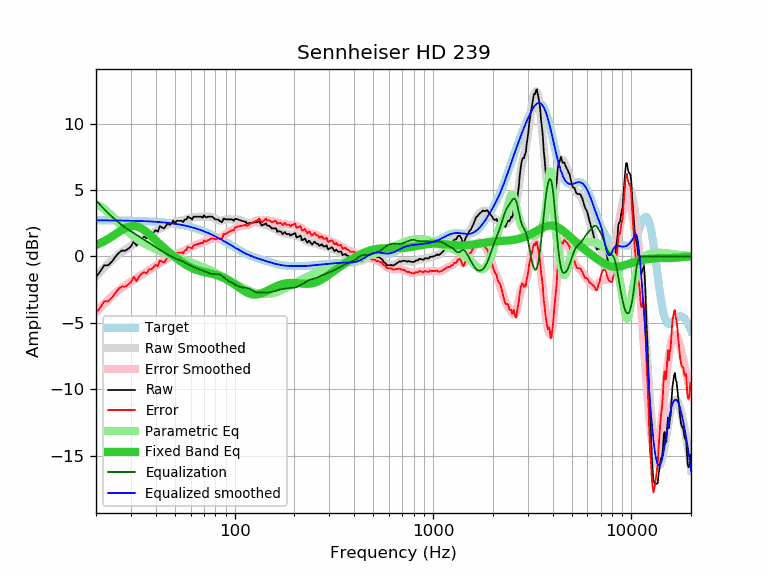 Sennheiser HD 239
10
5
0
−5
−10
−15
Amplitude (dBr)
Target
Raw Smoothed
Error Smoothed
Raw
Error
Parametric Eq
Fixed Band Eq
Equalization
Equalized smoothed
100
1000
10000
Frequency (Hz)